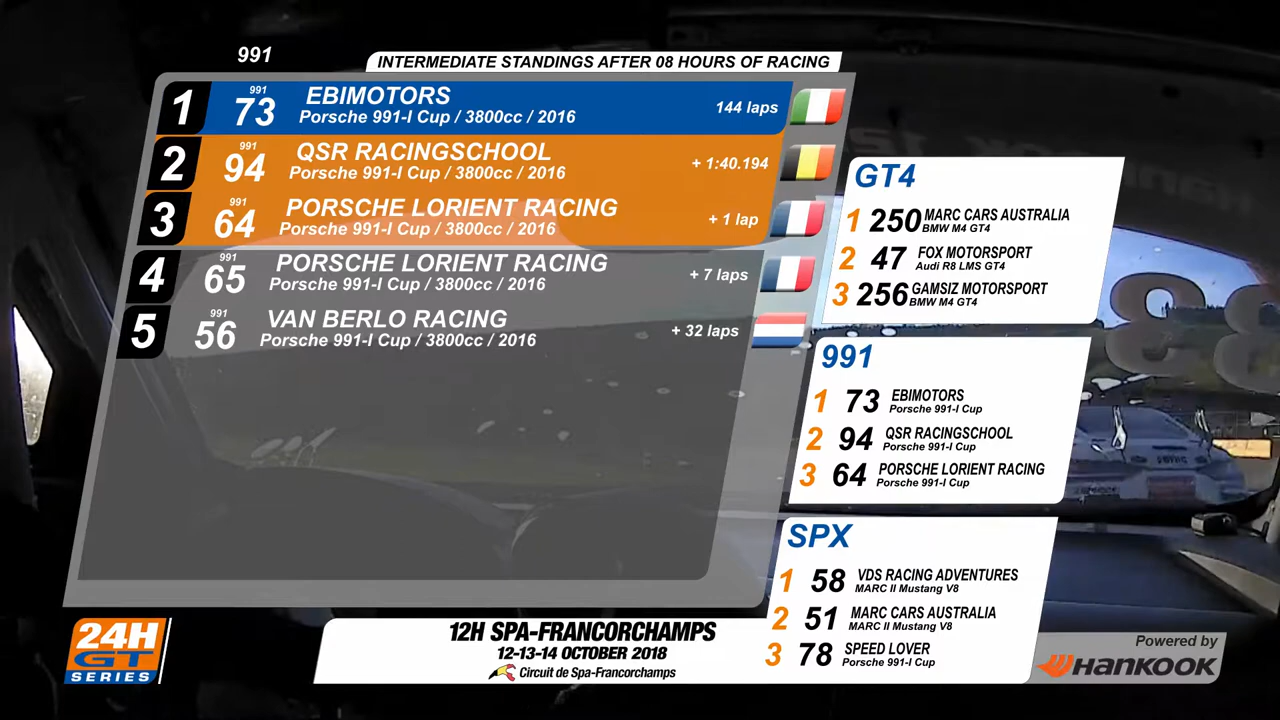 991
INTERMEDIATE STANDINGS AFTER 08 HOURS OF RACING
1 991 73 EBIMOTORS 144 laps
Porsche 991-I Cup / 3800cc / 2016
2 991 94 QSR RACINGSCHOOL + 1:40.194
Porsche 991-I Cup / 3800cc / 2016
3 991 64 PORSCHE LORIENT RACING + 1 lap
Porsche 991-I Cup / 3800cc / 2016
4 991 65 PORSCHE LORIENT RACING + 7 laps
Porsche 991-I Cup / 3800cc / 2016
5 991 56 VAN BERLO RACING + 32 laps
Porsche 991-I Cup / 3800cc / 2016
GT4
1 250 MARC CARS AUSTRALIA
BMW M4 GT4
2 47 FOX MOTORSPORT
Audi R8 LMS GT4
3 256 GAMSIZ MOTORSPORT
BMW M4 GT4
991
1 73 EBIMOTORS
Porsche 991-I Cup
2 94 QSR RACINGSCHOOL
Porsche 991-I Cup
3 64 PORSCHE LORIENT RACING
Porsche 991-I Cup
SPX
1 58 VDS RACING ADVENTURES
MARC II Mustang V8
2 51 MARC CARS AUSTRALIA
MARC II Mustang V8
3 78 SPEED LOVER
Porsche 991-I Cup
24H
GT
SERIES
12H SPA-FRANCORCHAMPS
12-13-14 OCTOBER 2018
Circuit de Spa-Francorchamps
Powered by
HANKOOK